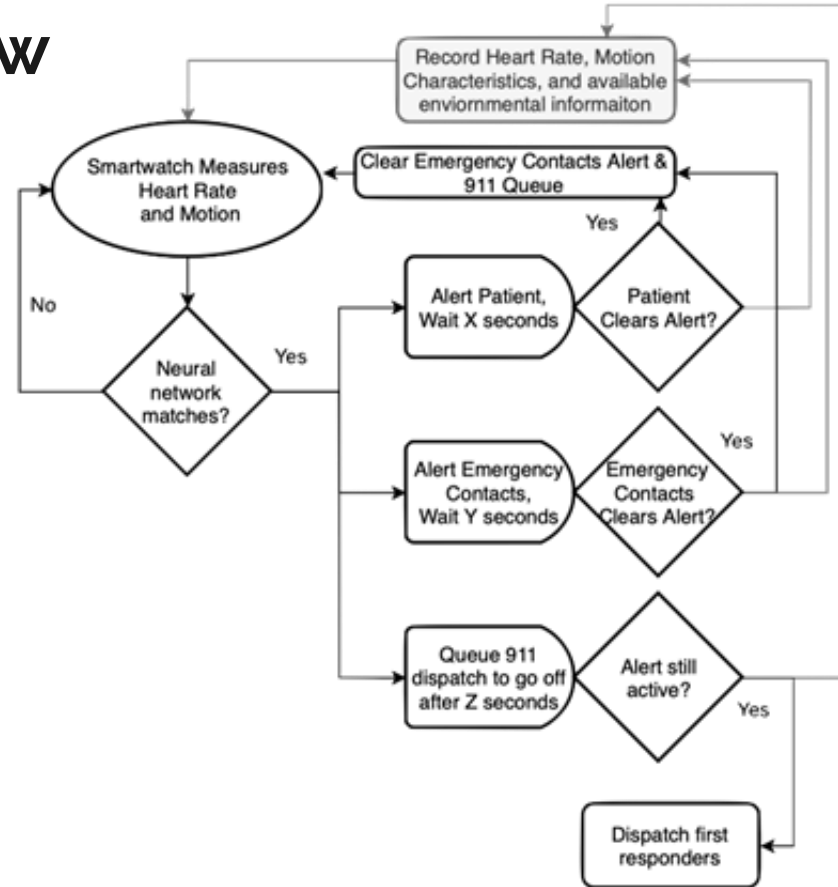 w
Record Heart Rate, Motion
Characteristics, and available
enviornmental informaiton
Smartwatch Measures
Heart Rate
and Motion
Clear Emergency Contacts Alert &
911 Queue
Yes
Alert Patient,
Wait X seconds
Patient
Clears Alert?
No
Neural
network
matches?
Yes
Alert Emergency
Contacts,
Wait Y seconds
Emergency
Contacts
Clears Alert?
Yes
Queue 911
dispatch to go off
after Z seconds
Alert still
active?
Yes
Dispatch first
responders